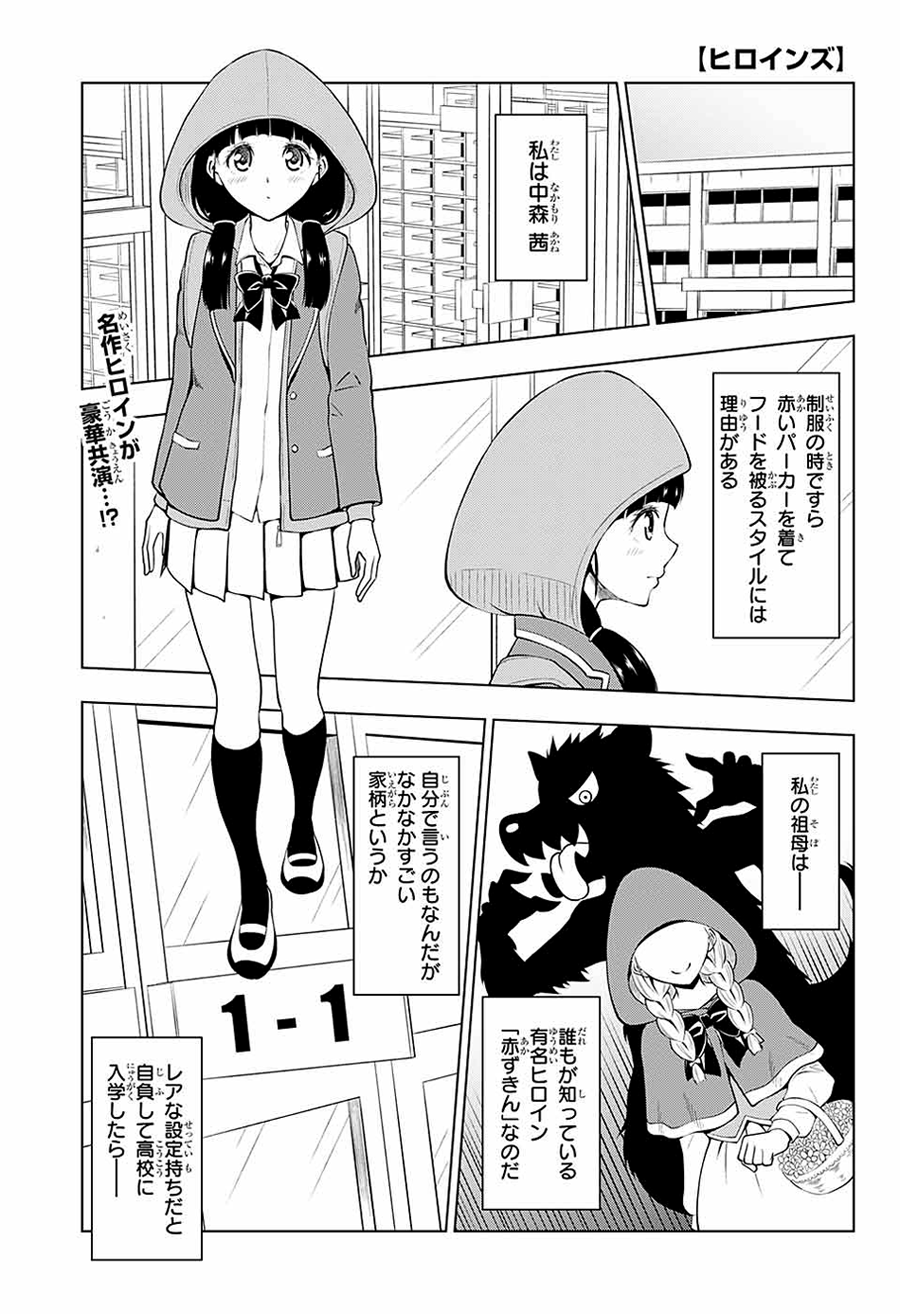 【ヒロインズ】
私は中森 茜
制服の時ですら
赤いパーカーを着て
フードを被るスタイルには
理由がある
名作ヒロインが
豪華共演…!?
私の祖母は——
誰もが知っている
有名ヒロイン
「赤ずきん」なのだ
自分で言うのもなんだが
なかなかすごい
家柄というか
1-1
レアな設定持ちだと
自負して高校に
入学したら——